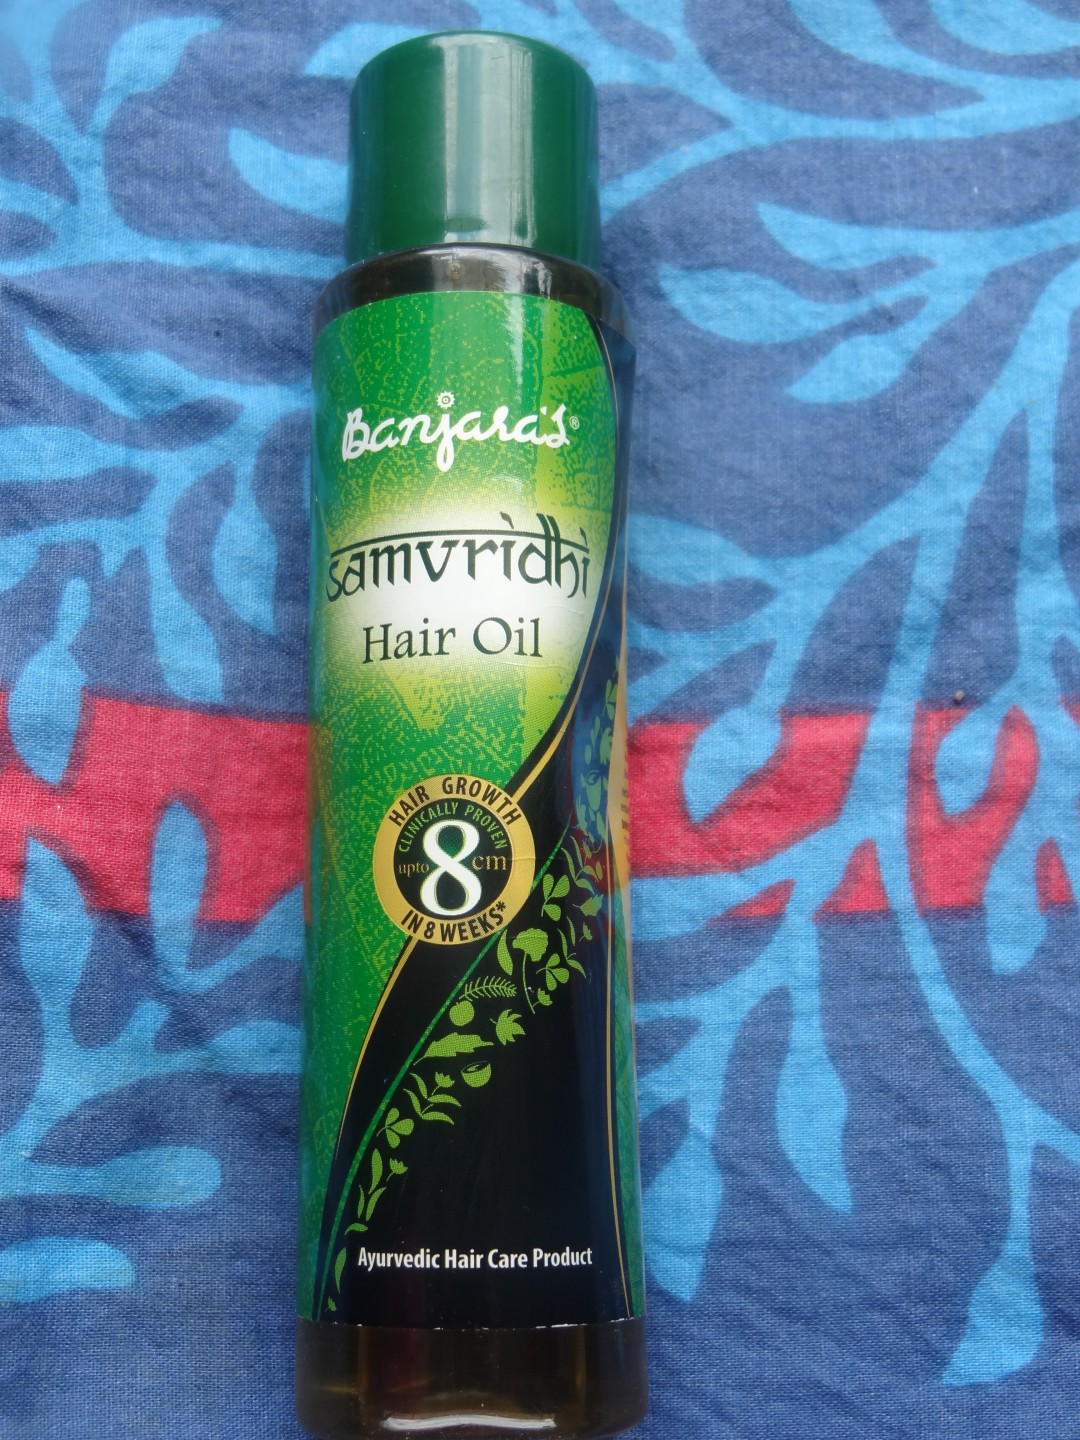 Banjara's®
samvridhi
Hair Oil
HAIR GROWTH
CLINICALLY PROVEN
upto 8 cm
IN 8 WEEKS*
Ayurvedic Hair Care Product